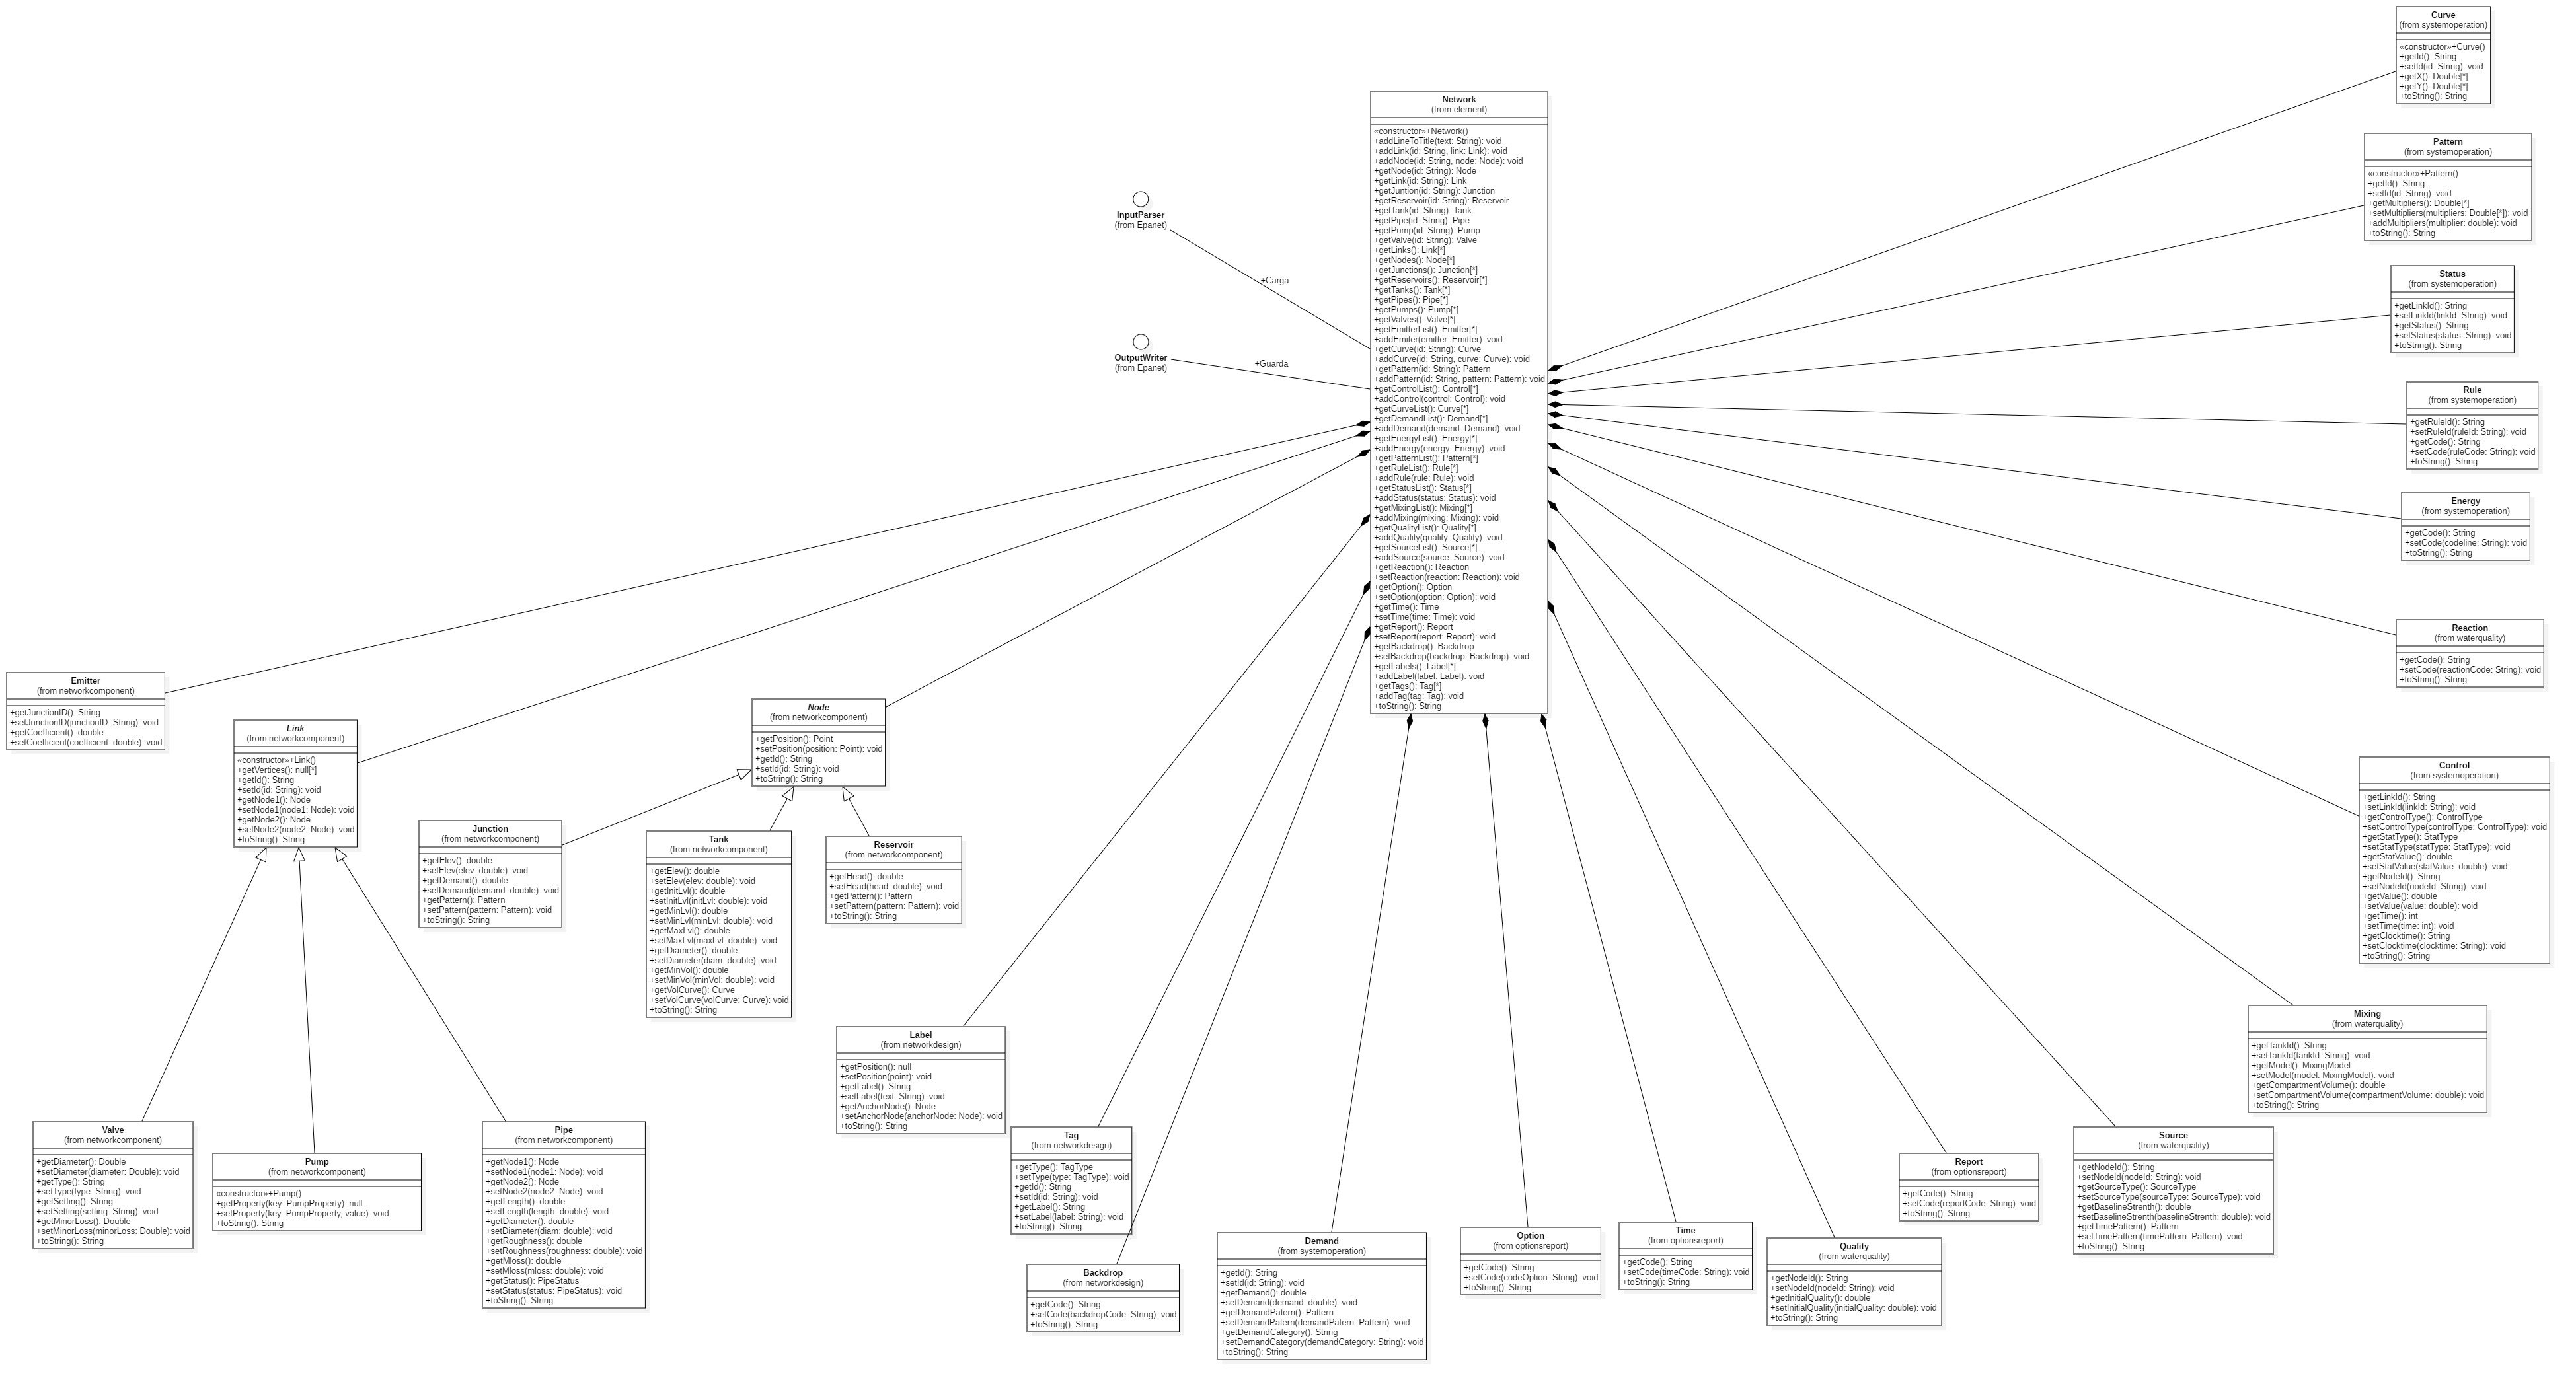 Curve
(from systemoperation)
«constructor»+Curve()
+getId(): String
+setId(id: String): void
+getX(): Double[*]
+getY(): Double[*]
+toString(): String
Network
(from element)
«constructor»+Network()
+addLineToTitle(text: String): void
+addLink(id: String, link: Link): void
+addNode(id: String, node: Node): void
+getNode(id: String): Node
+getLink(id: String): Link
+getJuntion(id: String): Junction
+getReservoir(id: String): Reservoir
+getTank(id: String): Tank
+getPipe(id: String): Pipe
+getPump(id: String): Pump
+getValve(id: String): Valve
+getLinks(): Link[*]
+getNodes(): Node[*]
+getJunctions(): Junction[*]
+getReservoirs(): Reservoir[*]
+getTanks(): Tank[*]
+getPipes(): Pipe[*]
+getPumps(): Pump[*]
+getValves(): Valve[*]
+getEmitterList(): Emitter[*]
+addEmiter(emitter: Emitter): void
+getCurve(id: String): Curve
+addCurve(id: String, curve: Curve): void
+getPattern(id: String): Pattern
+addPattern(id: String, pattern: Pattern): void
+getControlList(): Control[*]
+addControl(control: Control): void
+getCurveList(): Curve[*]
+getDemandList(): Demand[*]
+addDemand(demand: Demand): void
+getEnergyList(): Energy[*]
+addEnergy(energy: Energy): void
+getPatternList(): Pattern[*]
+getRuleList(): Rule[*]
+addRule(rule: Rule): void
+getStatusList(): Status[*]
+addStatus(status: Status): void
+getMixingList(): Mixing[*]
+addMixing(mixing: Mixing): void
+getQualityList(): Quality[*]
+addQuality(quality: Quality): void
+getSourceList(): Source[*]
+addSource(source: Source): void
+getReaction(): Reaction
+setReaction(reaction: Reaction): void
+getOption(): Option
+setOption(option: Option): void
+getTime(): Time
+setTime(time: Time): void
+getReport(): Report
+setReport(report: Report): void
+getBackdrop(): Backdrop
+setBackdrop(backdrop: Backdrop): void
+getLabels(): Label[*]
+addLabel(label: Label): void
+getTags(): Tag[*]
+addTag(tag: Tag): void
+toString(): String
Pattern
(from systemoperation)
«constructor»+Pattern()
+getId(): String
+setId(id: String): void
+getMultipliers(): Double[*]
+setMultipliers(multipliers: Double[*]): void
+addMultipliers(multiplier: double): void
+toString(): String
InputParser
(from Epanet)
+Carga
OutputWriter
(from Epanet)
+Guarda
Status
(from systemoperation)
+getLinkId(): String
+setLinkId(linkId: String): void
+getStatus(): String
+setStatus(status: String): void
+toString(): String
Rule
(from systemoperation)
+getRuleId(): String
+setRuleId(ruleId: String): void
+getCode(): String
+setCode(ruleCode: String): void
+toString(): String
Energy
(from systemoperation)
+getCode(): String
+setCode(codeline: String): void
+toString(): String
Reaction
(from waterquality)
+getCode(): String
+setCode(reactionCode: String): void
+toString(): String
Emitter
(from networkcomponent)
+getJunctionID(): String
+setJunctionID(junctionID: String): void
+getCoefficient(): double
+setCoefficient(coefficient: double): void
Link
(from networkcomponent)
«constructor»+Link()
+getVertices(): null[*]
+getId(): String
+setId(id: String): void
+getNode1(): Node
+setNode1(node1: Node): void
+getNode2(): Node
+setNode2(node2: Node): void
+toString(): String
Node
(from networkcomponent)
+getPosition(): Point
+setPosition(position: Point): void
+getId(): String
+setId(id: String): void
+toString(): String
Junction
(from networkcomponent)
+getElev(): double
+setElev(elev: double): void
+getDemand(): double
+setDemand(demand: double): void
+getPattern(): Pattern
+setPattern(pattern: Pattern): void
+toString(): String
Tank
(from networkcomponent)
+getElev(): double
+setElev(elev: double): void
+getInitLvl(): double
+setInitLvl(initLvl: double): void
+getMinLvl(): double
+setMinLvl(minLvl: double): void
+getMaxLvl(): double
+setMaxLvl(maxLvl: double): void
+getDiameter(): double
+setDiameter(diam: double): void
+getMinVol(): double
+setMinVol(minVol: double): void
+getVolCurve(): Curve
+setVolCurve(volCurve: Curve): void
+toString(): String
Reservoir
(from networkcomponent)
+getHead(): double
+setHead(head: double): void
+getPattern(): Pattern
+setPattern(pattern: Pattern): void
+toString(): String
Control
(from systemoperation)
+getLinkId(): String
+setLinkId(linkId: String): void
+getControlType(): ControlType
+setControlType(controlType: ControlType): void
+getStatType(): StatType
+setStatType(statType: StatType): void
+getStatValue(): double
+setStatValue(statValue: double): void
+getNodeId(): String
+setNodeId(nodeId: String): void
+getValue(): double
+setValue(value: double): void
+getTime(): int
+setTime(time: int): void
+getClocktime(): String
+setClocktime(clocktime: String): void
+toString(): String
Mixing
(from waterquality)
+getTankId(): String
+setTankId(tankId: String): void
+getModel(): MixingModel
+setModel(model: MixingModel): void
+getCompartmentVolume(): double
+setCompartmentVolume(compartmentVolume: double): void
+toString(): String
Label
(from networkdesign)
+getPosition(): null
+setPosition(point): void
+getLabel(): String
+setLabel(text: String): void
+getAnchorNode(): Node
+setAnchorNode(anchorNode: Node): void
+toString(): String
Valve
(from networkcomponent)
+getDiameter(): Double
+setDiameter(diameter: Double): void
+getType(): String
+setType(type: String): void
+getSetting(): String
+setSetting(setting: String): void
+getMinorLoss(): Double
+setMinorLoss(minorLoss: Double): void
+toString(): String
Pump
(from networkcomponent)
«constructor»+Pump()
+getProperty(key: PumpProperty): null
+setProperty(key: PumpProperty, value): void
+toString(): String
Pipe
(from networkcomponent)
+getNode1(): Node
+setNode1(node1: Node): void
+getNode2(): Node
+setNode2(node2: Node): void
+getLength(): double
+setLength(length: double): void
+getDiameter(): double
+setDiameter(diam: double): void
+getRoughness(): double
+setRoughness(roughness: double): void
+getMloss(): double
+setMloss(mloss: double): void
+getStatus(): PipeStatus
+setStatus(status: PipeStatus): void
+toString(): String
Tag
(from networkdesign)
+getType(): TagType
+setType(type: TagType): void
+getId(): String
+setId(id: String): void
+getLabel(): String
+setLabel(label: String): void
+toString(): String
Source
(from waterquality)
+getNodeId(): String
+setNodeId(nodeId: String): void
+getSourceType(): SourceType
+setSourceType(sourceType: SourceType): void
+getBaselineStrenth(): double
+setBaselineStrenth(baselineStrenth: double): void
+getTimePattern(): Pattern
+setTimePattern(timePattern: Pattern): void
+toString(): String
Report
(from optionsreport)
+getCode(): String
+setCode(reportCode: String): void
+toString(): String
Backdrop
(from networkdesign)
+getCode(): String
+setCode(backdropCode: String): void
+toString(): String
Demand
(from systemoperation)
+getId(): String
+setId(id: String): void
+getDemand(): double
+setDemand(demand: double): void
+getDemandPatern(): Pattern
+setDemandPatern(demandPatern: Pattern): void
+getDemandCategory(): String
+setDemandCategory(demandCategory: String): void
+toString(): String
Option
(from optionsreport)
+getCode(): String
+setCode(codeOption: String): void
+toString(): String
Time
(from optionsreport)
+getCode(): String
+setCode(timeCode: String): void
+toString(): String
Quality
(from waterquality)
+getNodeId(): String
+setNodeId(nodeId: String): void
+getInitialQuality(): double
+setInitialQuality(initialQuality: double): void
+toString(): String